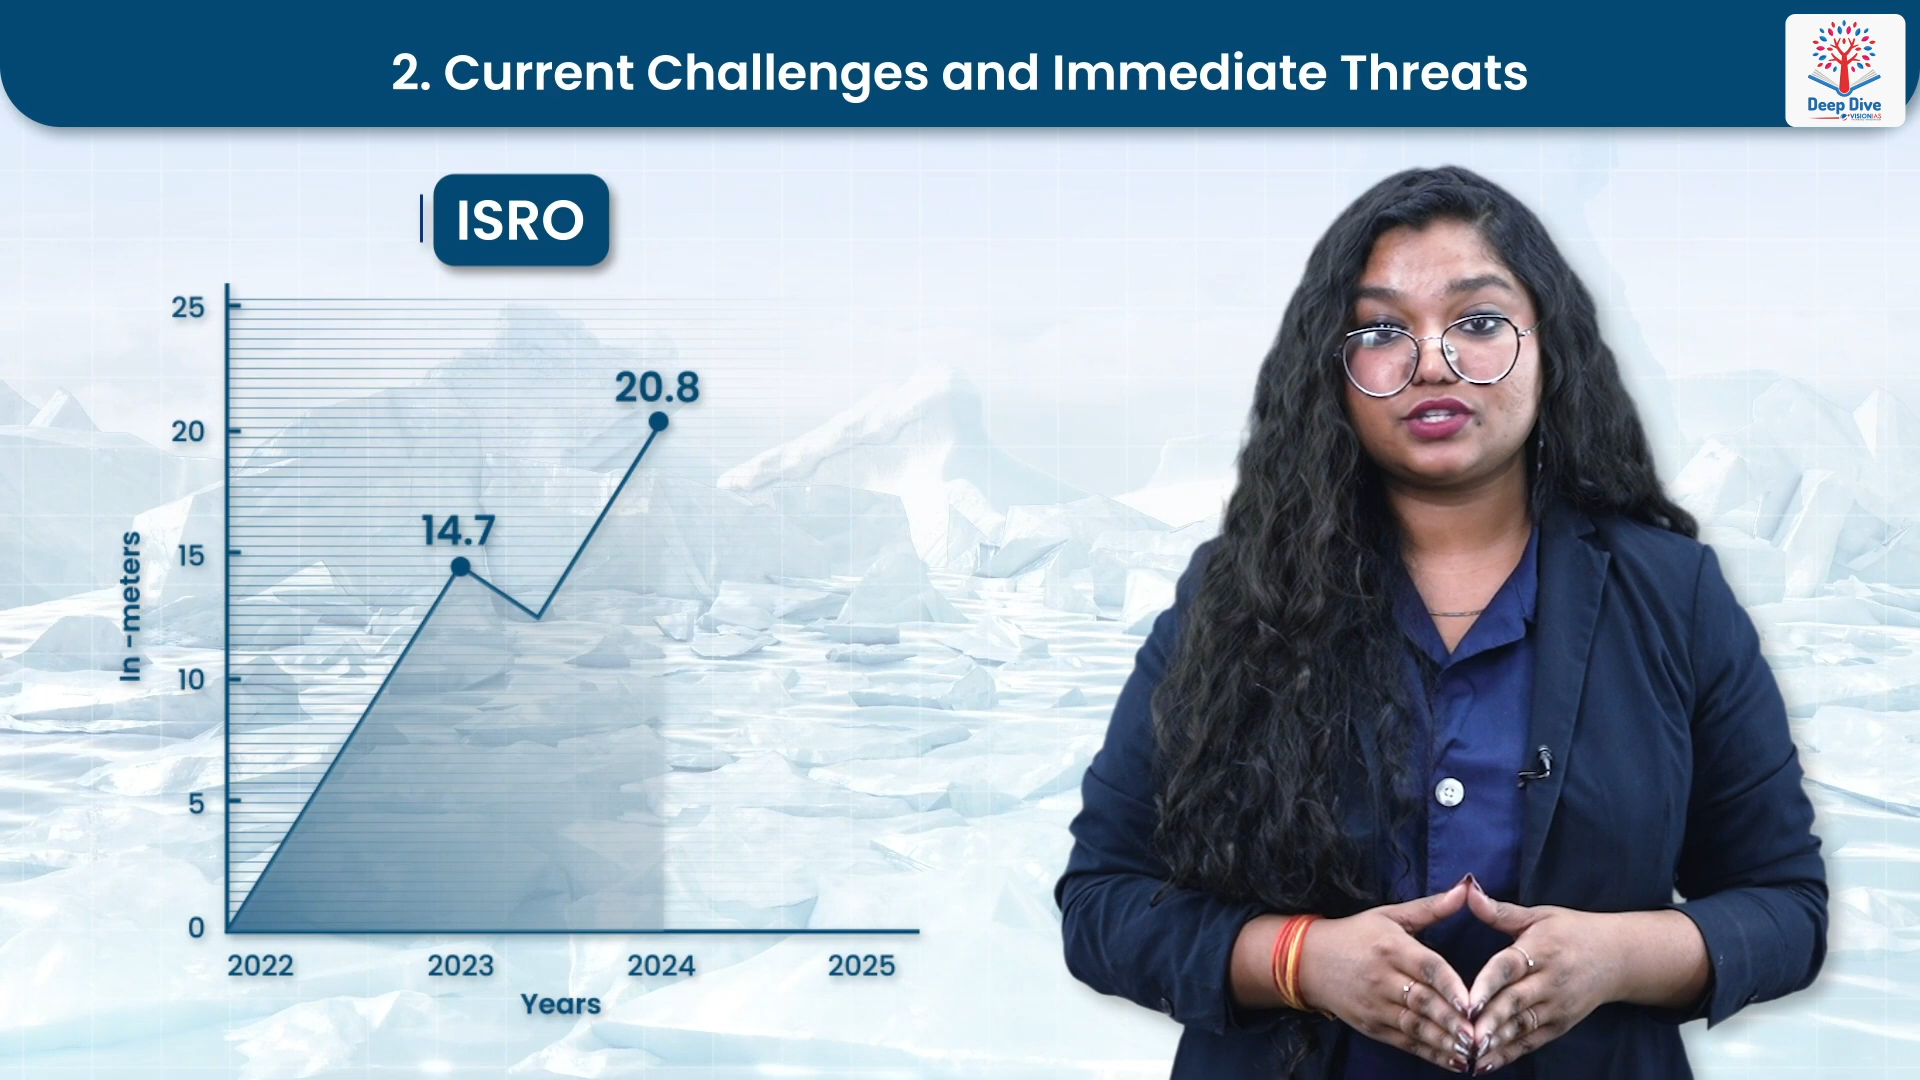 2. Current Challenges and Immediate Threats
Deep Dive
VISIONIAS
ISRO
25
20.8
20
14.7
15
10
5
0
In -meters
2022
2023
2024
2025
Years